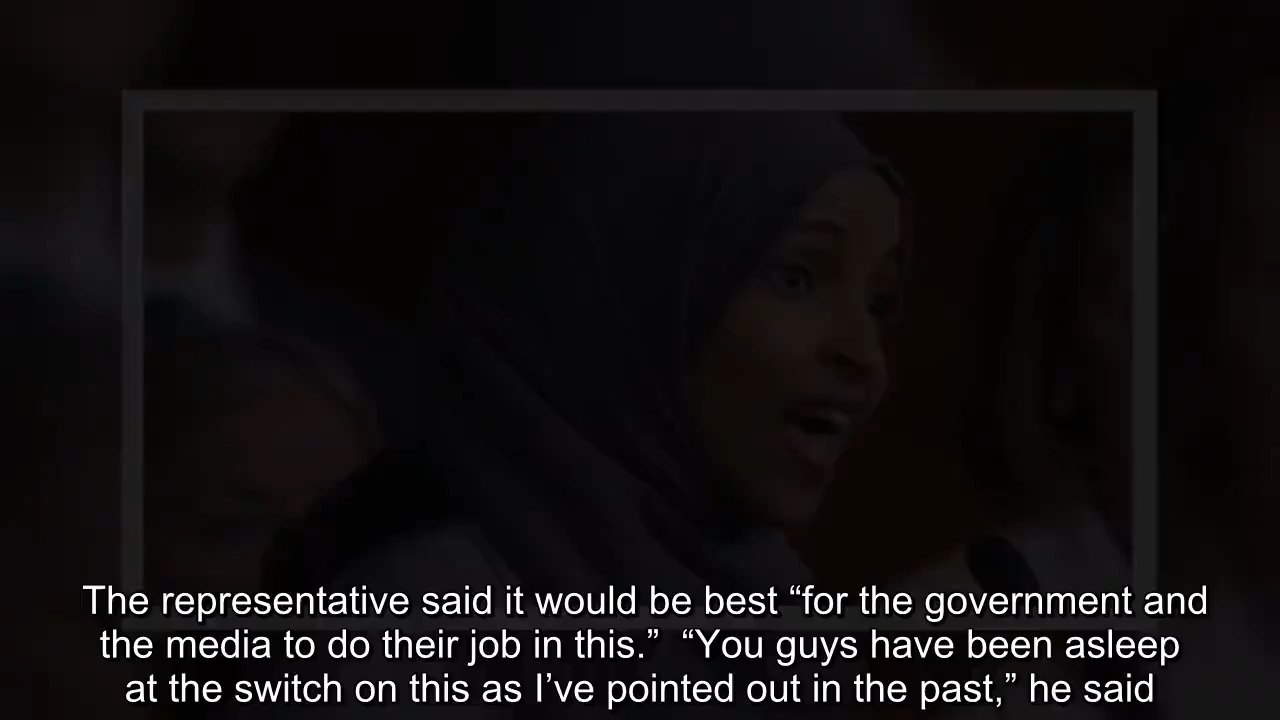 The representative said it would be best “for the government and
the media to do their job in this.”  “You guys have been asleep
at the switch on this as I’ve pointed out in the past,” he said